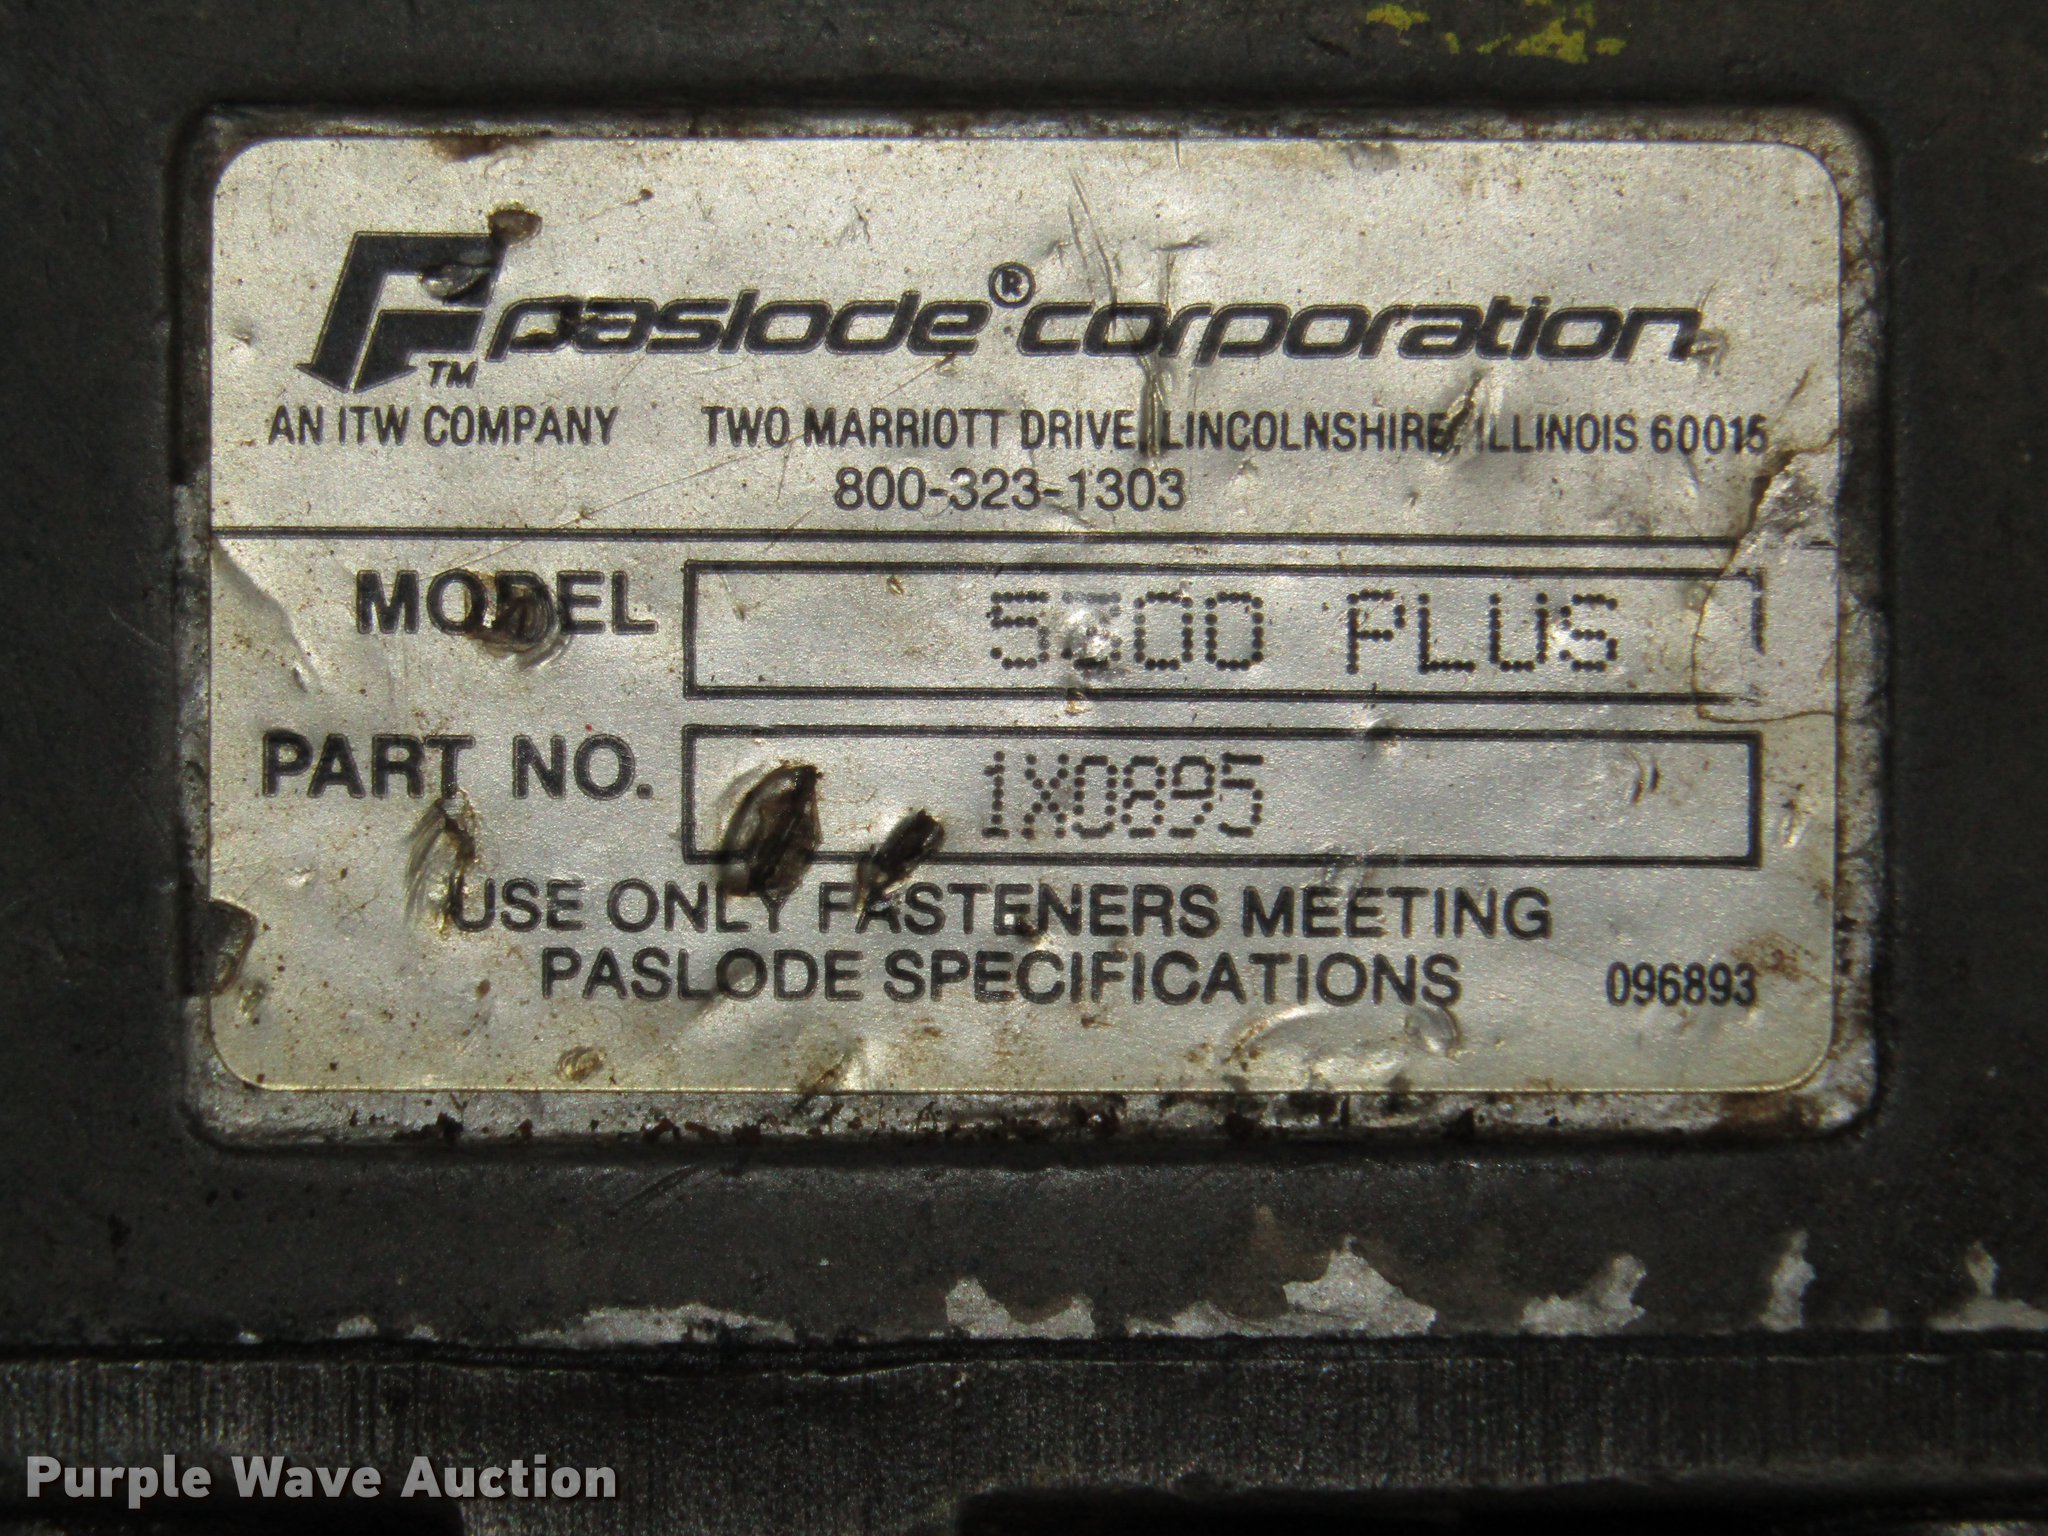 paslode® corporation
TM
AN ITW COMPANY TWO MARRIOTT DRIVE, LINCOLNSHIRE, ILLINOIS 60015
800-323-1303
MODEL 5300 PLUS
PART NO. 1X0895
USE ONLY FASTENERS MEETING
PASLODE SPECIFICATIONS 096893
Purple Wave Auction